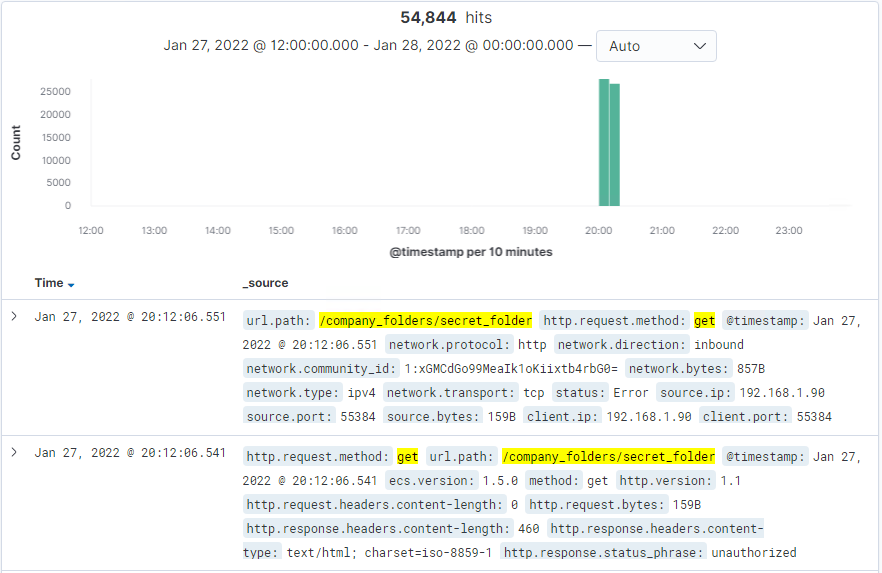 54,844 hits
Jan 27, 2022 @ 12:00:00.000 - Jan 28, 2022 @ 00:00:00.000 — Auto
25000
20000
15000
10000
5000
0
Count
12:00 13:00 14:00 15:00 16:00 17:00 18:00 19:00 20:00 21:00 22:00 23:00
@timestamp per 10 minutes
Time _source
Jan 27, 2022 @ 20:12:06.551 url.path: /company_folders/secret_folder http.request.method: get @timestamp: Jan 27,
2022 @ 20:12:06.551 network.protocol: http network.direction: inbound
network.community_id: 1:xGMCdGo99MeaIk1oKiixtb4rbG0= network.bytes: 857B
network.type: ipv4 network.transport: tcp status: Error source.ip: 192.168.1.90
source.port: 55384 source.bytes: 159B client.ip: 192.168.1.90 client.port: 55384
Jan 27, 2022 @ 20:12:06.541 http.request.method: get url.path: /company_folders/secret_folder @timestamp: Jan 27,
2022 @ 20:12:06.541 ecs.version: 1.5.0 method: get http.version: 1.1
http.request.headers.content-length: 0 http.request.bytes: 159B
http.response.headers.content-length: 460 http.response.headers.content-
type: text/html; charset=iso-8859-1 http.response.status_phrase: unauthorized